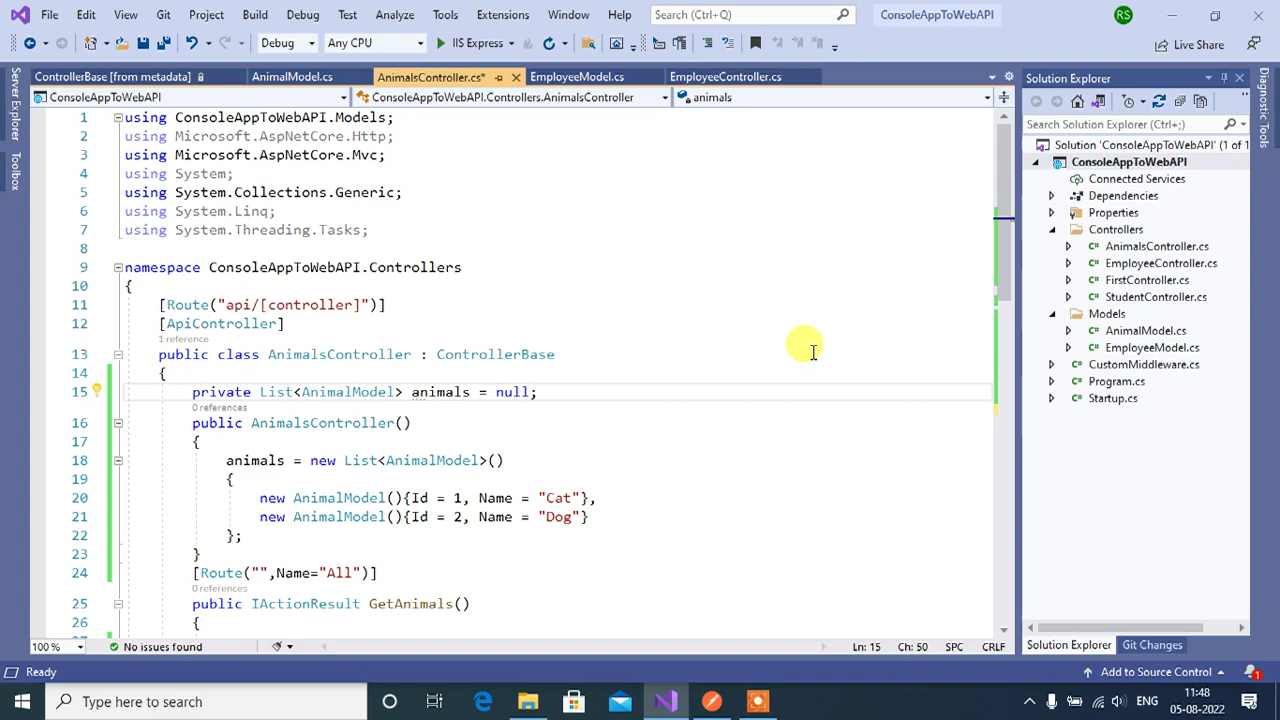 File Edit View Git Project Build Debug Test Analyze Tools Extensions Window Help Search (Ctrl+Q) ConsoleAppToWebAPI RS
Debug Any CPU IIS Express Live Share
ControllerBase [from metadata] AnimalModel.cs AnimalsController.cs* EmployeeModel.cs EmployeeController.cs
ConsoleAppToWebAPI ConsoleAppToWebAPI.Controllers.AnimalsController animals
Server Explorer
Toolbox
1 using ConsoleAppToWebAPI.Models;
2 using Microsoft.AspNetCore.Http;
3 using Microsoft.AspNetCore.Mvc;
4 using System;
5 using System.Collections.Generic;
6 using System.Linq;
7 using System.Threading.Tasks;
8
9 namespace ConsoleAppToWebAPI.Controllers
10 {
11 [Route("api/[controller]")]
12 [ApiController]
1 reference
13 public class AnimalsController : ControllerBase
14 {
15 private List<AnimalModel> animals = null;
0 references
16 public AnimalsController()
17 {
18 animals = new List<AnimalModel>()
19 {
20 new AnimalModel(){Id = 1, Name = "Cat"},
21 new AnimalModel(){Id = 2, Name = "Dog"}
22 };
23 }
24 [Route("",Name="All")]
0 references
25 public IActionResult GetAnimals()
26 {
100 % No issues found Ln: 15 Ch: 50 SPC CRLF
Solution Explorer
Search Solution Explorer (Ctrl+;)
Solution 'ConsoleAppToWebAPI' (1 of 1
ConsoleAppToWebAPI
Connected Services
Dependencies
Properties
Controllers
AnimalsController.cs
EmployeeController.cs
FirstController.cs
StudentController.cs
Models
AnimalModel.cs
EmployeeModel.cs
CustomMiddleware.cs
Program.cs
Startup.cs
Solution Explorer Git Changes
Diagnostic Tools
Ready Add to Source Control 1
Type here to search ENG 11:48
05-08-2022